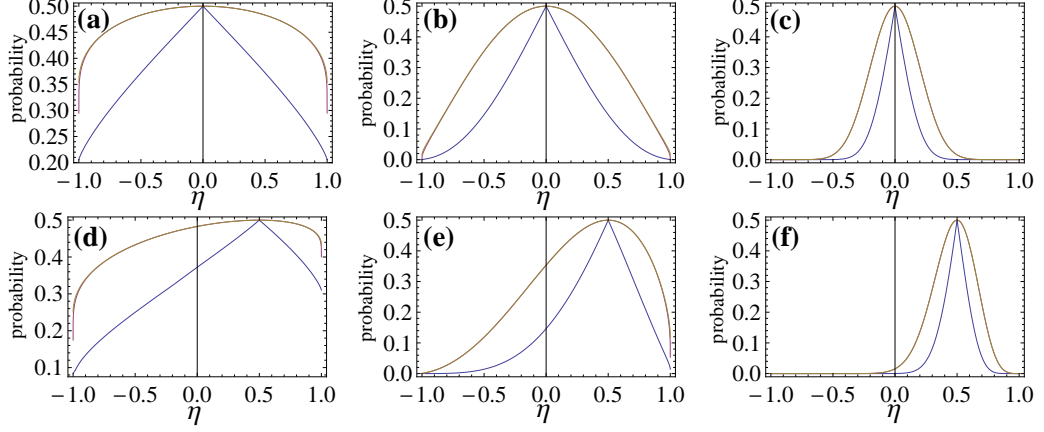 (a) (b) (c)
probability probability probability
0.50 0.5 0.5
0.45 0.4 0.4
0.40 0.3 0.3
0.35 0.2 0.2
0.30 0.1 0.1
0.25 0.0 0.0
0.20
−1.0 −0.5 0.0 0.5 1.0 −1.0 −0.5 0.0 0.5 1.0 −1.0 −0.5 0.0 0.5 1.0
η η η
(d) (e) (f)
probability probability probability
0.5 0.5 0.5
0.4 0.4 0.4
0.3 0.3 0.3
0.2 0.2 0.2
0.1 0.1 0.1
0.0 0.0
−1.0 −0.5 0.0 0.5 1.0 −1.0 −0.5 0.0 0.5 1.0 −1.0 −0.5 0.0 0.5 1.0
η η η